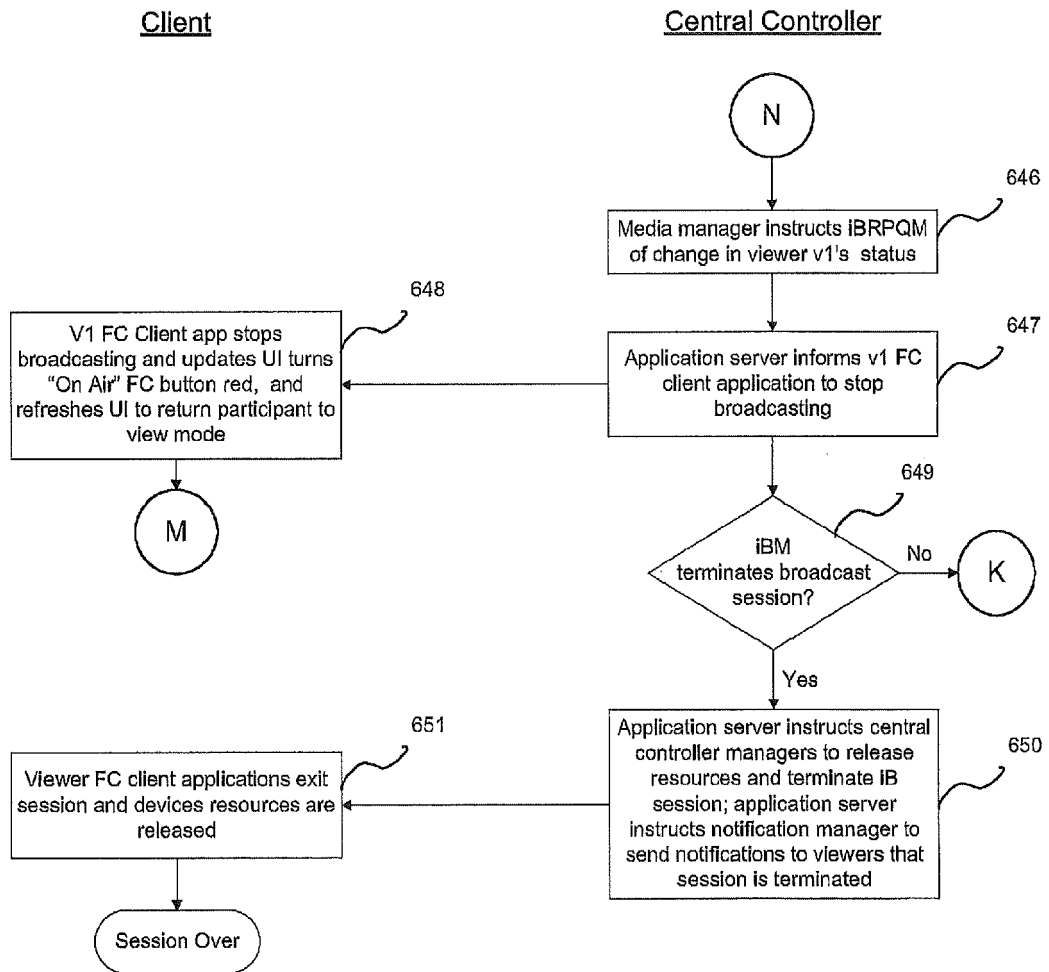 Client
Central Controller
N
646
Media manager instructs iBRPQM
of change in viewer v1's status
648
647
V1 FC Client app stops
broadcasting and updates UI turns
“On Air” FC button red, and
refreshes UI to return participant to
view mode
Application server informs v1 FC
client application to stop
broadcasting
M
649
iBM
terminates broadcast
session?
No
K
Yes
651
650
Viewer FC client applications exit
session and devices resources are
released
Application server instructs central
controller managers to release
resources and terminate iB
session; application server
instructs notification manager to
send notifications to viewers that
session is terminated
Session Over